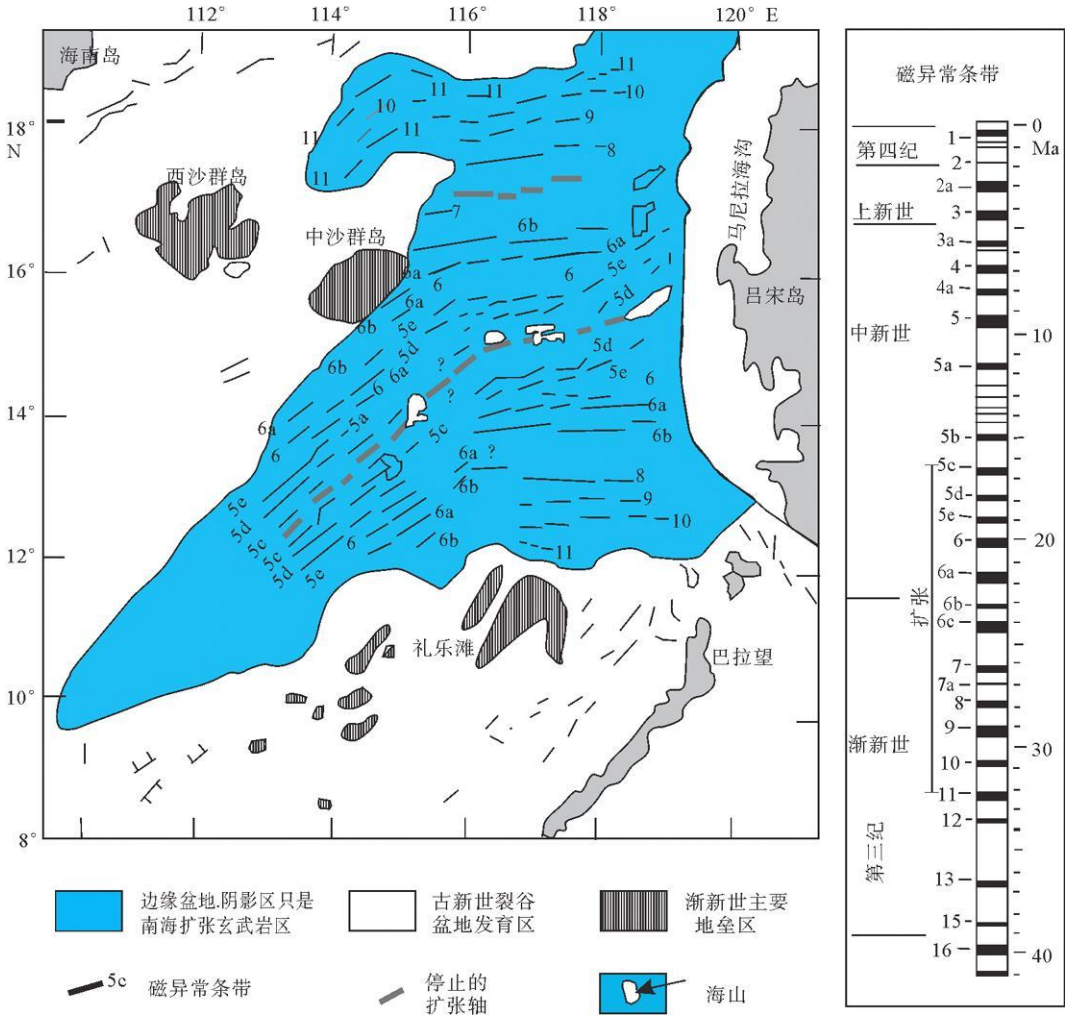 112°
114°
116°
118°
120° E
海南岛
18°
N
16°
14°
12°
10°
8°
西沙群岛
中沙群岛
马尼拉海沟
吕宋岛
礼乐滩
巴拉望
11
11
11
11
10
10
11
9
11
11
8
7
6b
6a
6a
6
6
5e
6a
5d
6b
5e
5d
6b
?
5d
6a
5e
?
6
5a
6
6a
6a
5c
6b
6
6a
?
6b
8
5e
9
5d
6a
10
5c
6
6b
5c
11
5d
5e
边缘盆地.阴影区只是
南海扩张玄武岩区
古新世裂谷
盆地发育区
渐新世主要
地垒区
5c
磁异常条带
停止的
扩张轴
海山
磁异常条带
0
Ma
1
第四纪
2
2a
上新世
3
3a
4
4a
中新世
5
10
5a
5b
5c
5d
5e
6
20
6a
扩张
6b
6c
7
7a
8
9
渐新世
30
10
11
12
第三纪
13
15
16
40